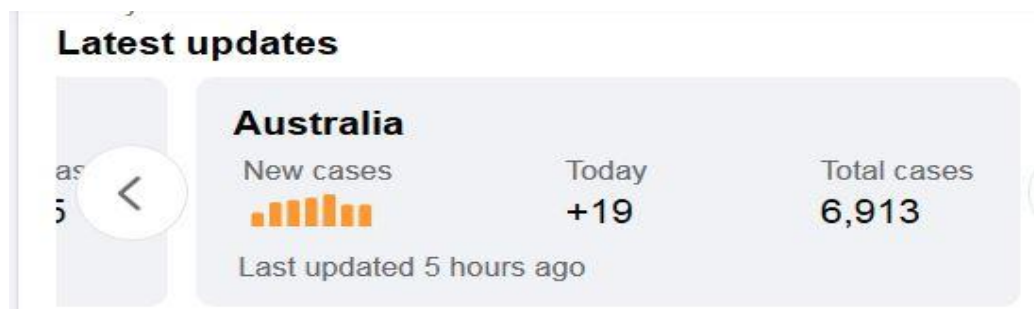 Latest updates
Australia
New cases Today Total cases
+19 6,913
Last updated 5 hours ago